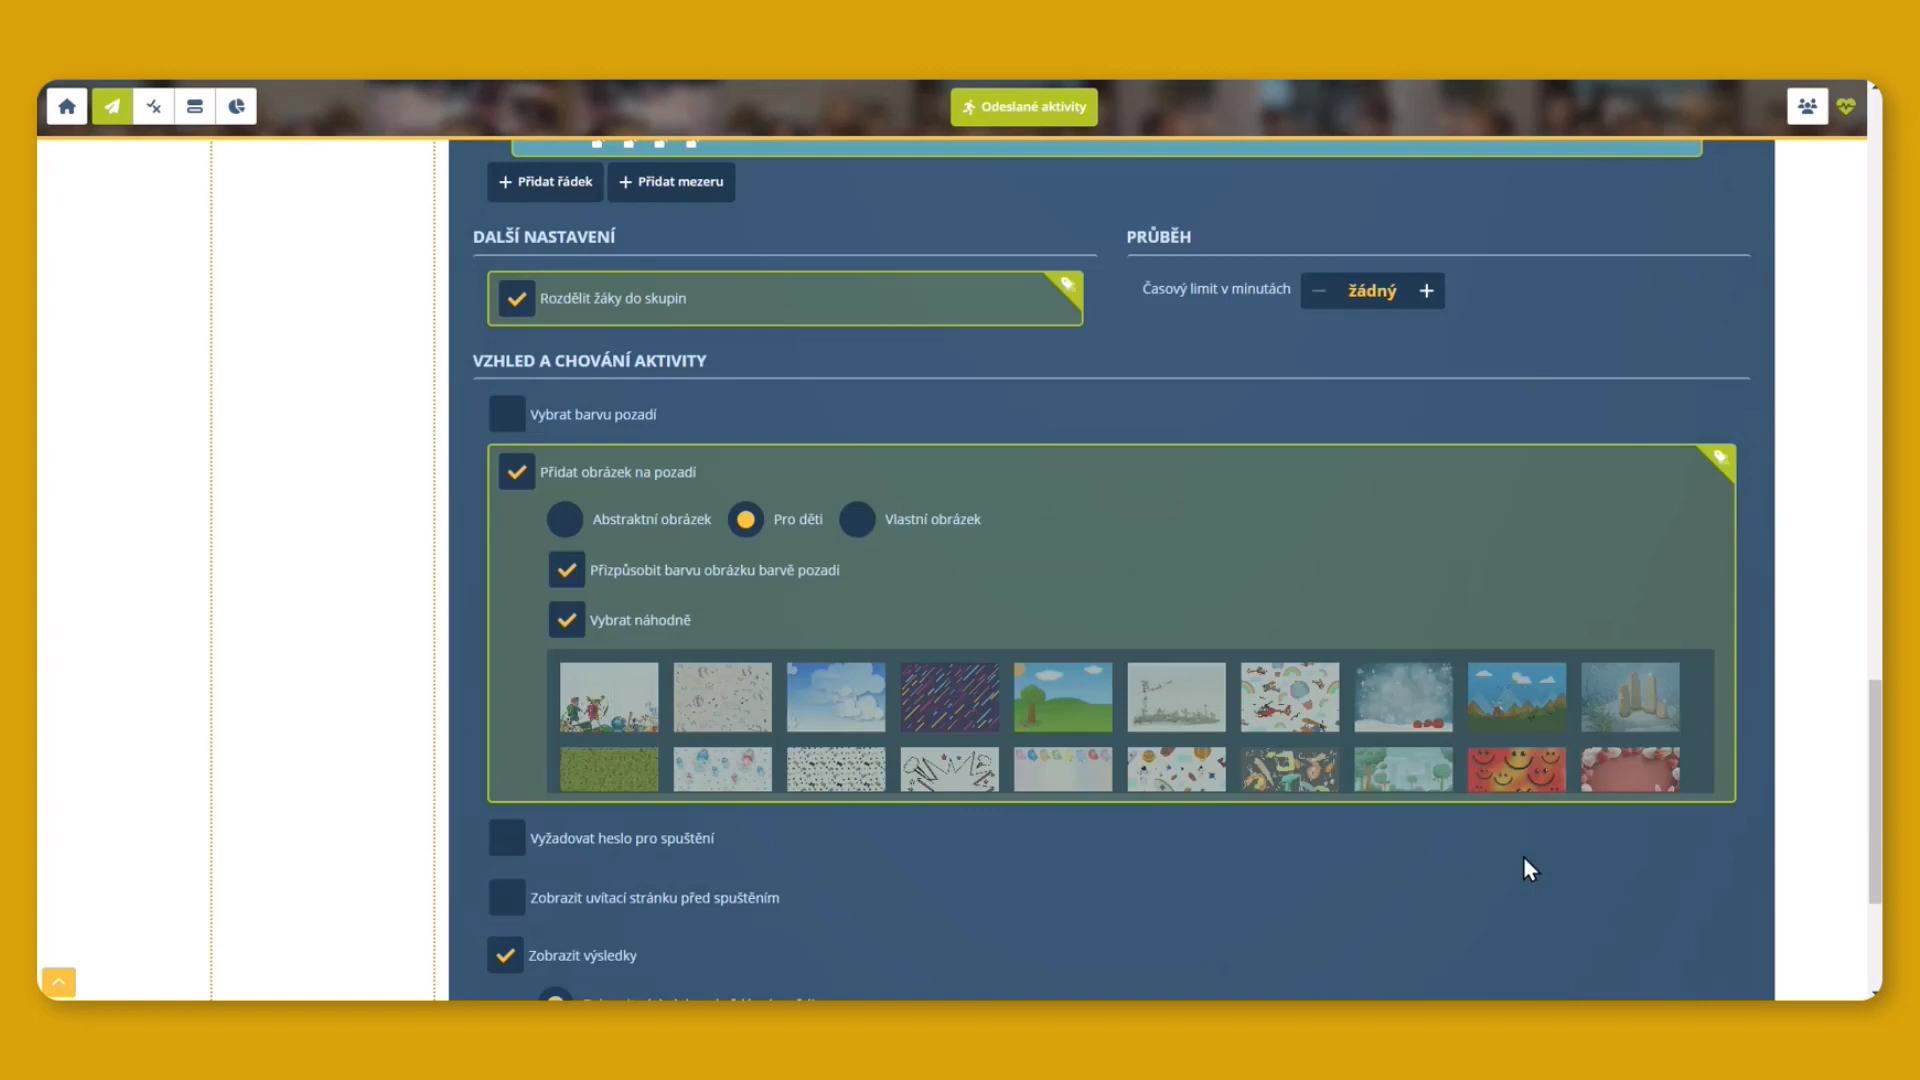 Odeslané aktivity
Přidat řádek
Přidat mezeru
DALŠÍ NASTAVENÍ
PRŮBĚH
Rozdělit žáky do skupin
Časový limit v minutách
žádný
VZHLED A CHOVÁNÍ AKTIVITY
Vybrat barvu pozadí
Přidat obrázek na pozadí
Abstraktní obrázek
Pro děti
Vlastní obrázek
Přizpůsobit barvu obrázku barvě pozadí
Vybrat náhodně
Vyžadovat heslo pro spuštění
Zobrazit uvítací stránku před spuštěním
Zobrazit výsledky